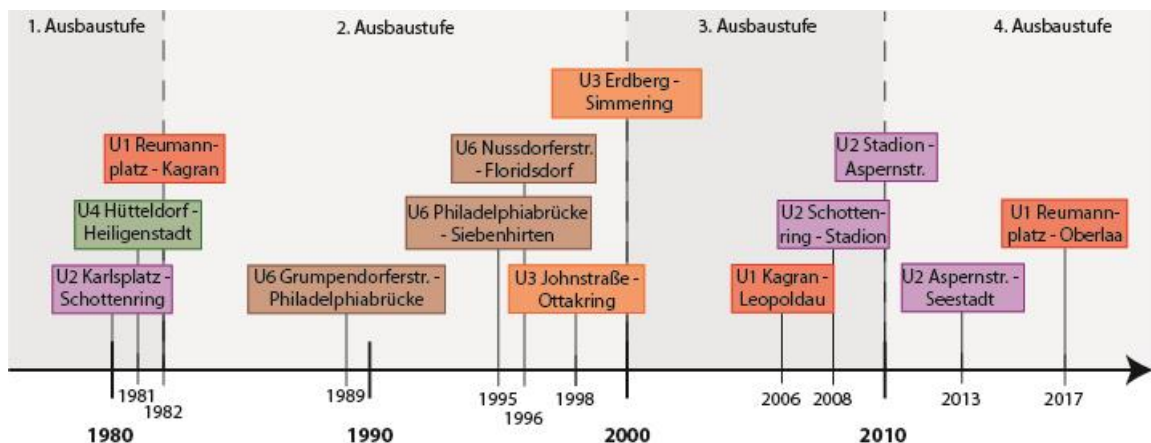 1. Ausbaustufe
2. Ausbaustufe
3. Ausbaustufe
4. Ausbaustufe
U3 Erdberg -
Simmering
U1 Reumann-
platz - Kagran
U6 Nussdorferstr.
- Floridsdorf
U2 Stadion -
Aspernstr.
U4 Hütteldorf -
Heiligenstadt
U6 Philadelphiabrücke
- Siebenhirten
U2 Schotten-
ring - Stadion
U1 Reumann-
platz - Oberlaa
U2 Karlsplatz -
Schottenring
U6 Grumpendorferstr. -
Philadelphiabrücke
U3 Johnstraße -
Ottakring
U1 Kagran -
Leopoldau
U2 Aspernstr. -
Seestadt
1981
1982
1989
1995
1996
1998
2006
2008
2013
2017
1980
1990
2000
2010